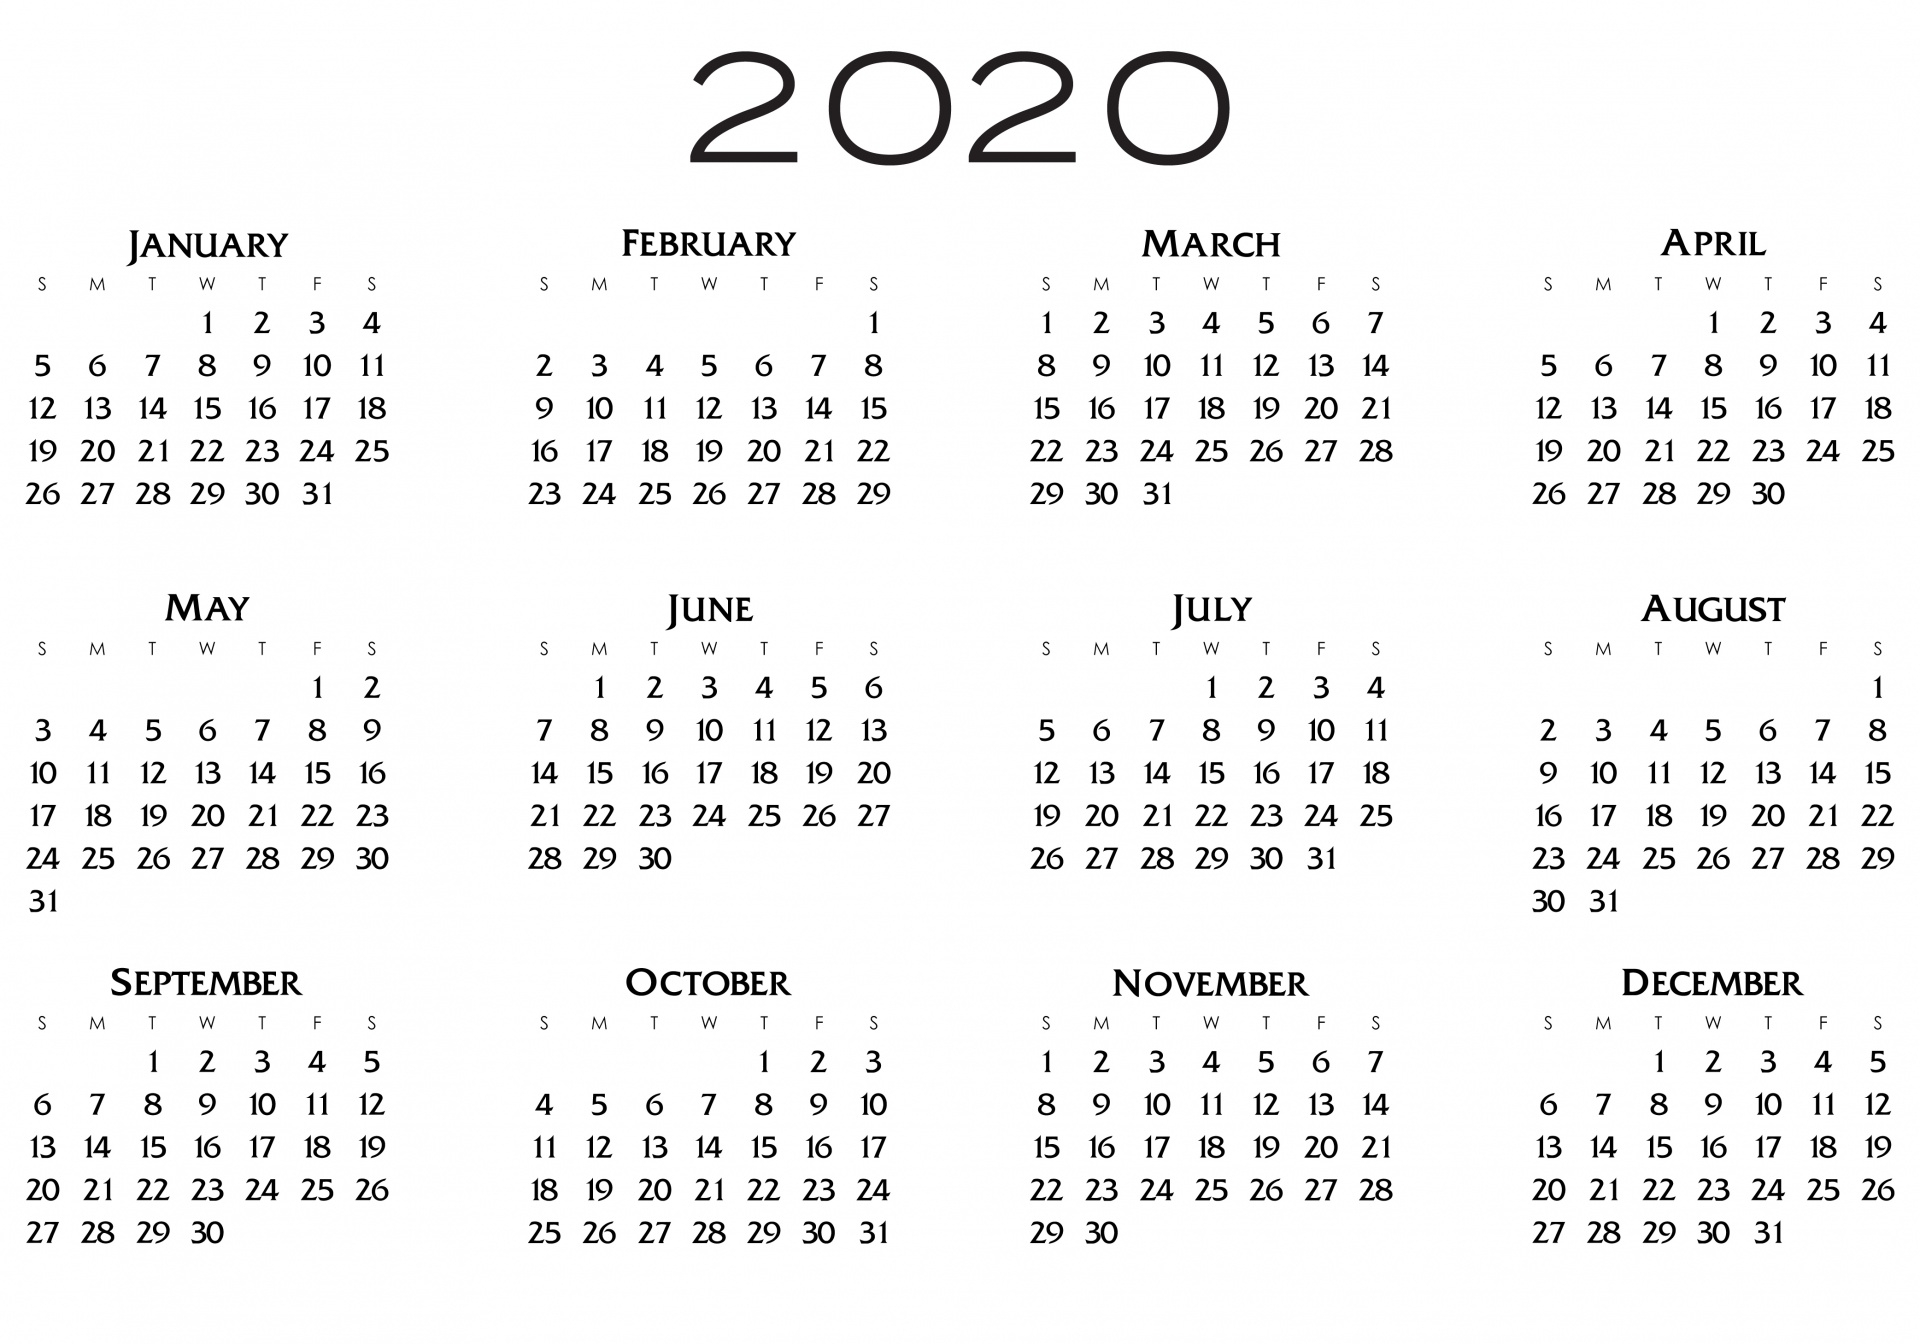 2020
JANUARY
S M T W T F S
1 2 3 4
5 6 7 8 9 10 11
12 13 14 15 16 17 18
19 20 21 22 23 24 25
26 27 28 29 30 31
FEBRUARY
S M T W T F S
1
2 3 4 5 6 7 8
9 10 11 12 13 14 15
16 17 18 19 20 21 22
23 24 25 26 27 28 29
MARCH
S M T W T F S
1 2 3 4 5 6 7
8 9 10 11 12 13 14
15 16 17 18 19 20 21
22 23 24 25 26 27 28
29 30 31
APRIL
S M T W T F S
1 2 3 4
5 6 7 8 9 10 11
12 13 14 15 16 17 18
19 20 21 22 23 24 25
26 27 28 29 30
MAY
S M T W T F S
1 2
3 4 5 6 7 8 9
10 11 12 13 14 15 16
17 18 19 20 21 22 23
24 25 26 27 28 29 30
31
JUNE
S M T W T F S
1 2 3 4 5 6
7 8 9 10 11 12 13
14 15 16 17 18 19 20
21 22 23 24 25 26 27
28 29 30
JULY
S M T W T F S
1 2 3 4
5 6 7 8 9 10 11
12 13 14 15 16 17 18
19 20 21 22 23 24 25
26 27 28 29 30 31
AUGUST
S M T W T F S
1
2 3 4 5 6 7 8
9 10 11 12 13 14 15
16 17 18 19 20 21 22
23 24 25 26 27 28 29
30 31
SEPTEMBER
S M T W T F S
1 2 3 4 5
6 7 8 9 10 11 12
13 14 15 16 17 18 19
20 21 22 23 24 25 26
27 28 29 30
OCTOBER
S M T W T F S
1 2 3
4 5 6 7 8 9 10
11 12 13 14 15 16 17
18 19 20 21 22 23 24
25 26 27 28 29 30 31
NOVEMBER
S M T W T F S
1 2 3 4 5 6 7
8 9 10 11 12 13 14
15 16 17 18 19 20 21
22 23 24 25 26 27 28
29 30
DECEMBER
S M T W T F S
1 2 3 4 5
6 7 8 9 10 11 12
13 14 15 16 17 18 19
20 21 22 23 24 25 26
27 28 29 30 31